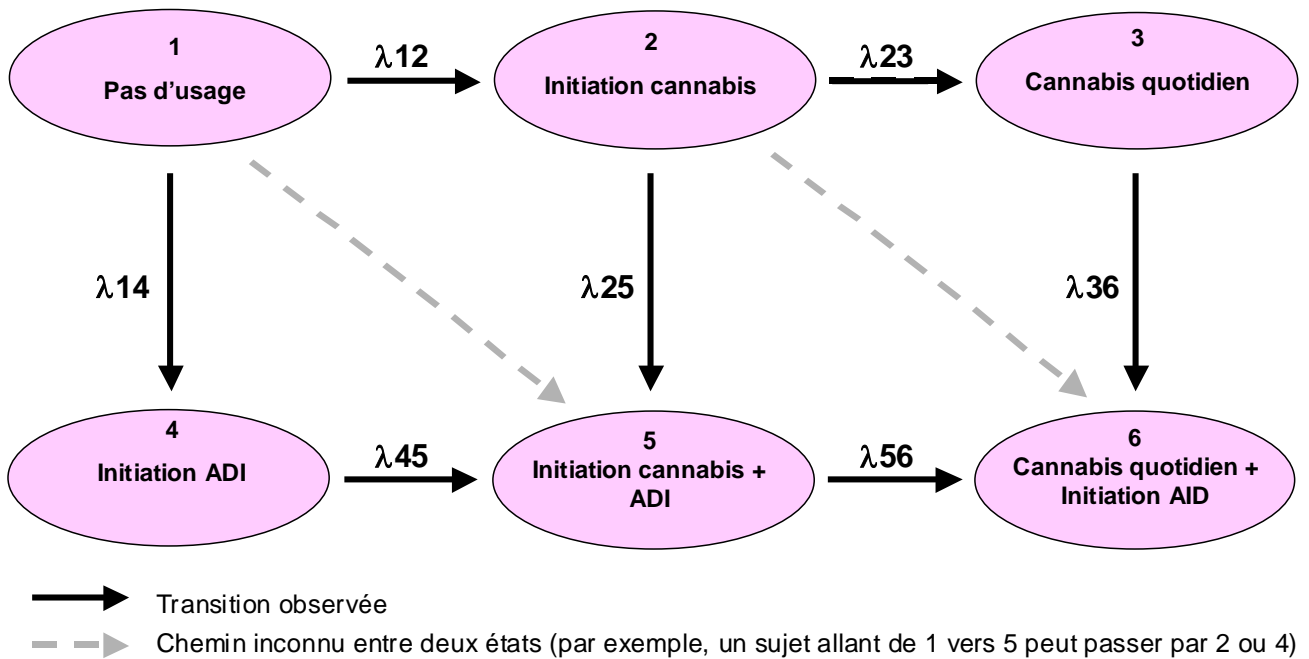 1
Pas d'usage
λ12
2
Initiation cannabis
λ23
3
Cannabis quotidien
λ14
λ25
λ36
4
Initiation ADI
λ45
5
Initiation cannabis +
ADI
λ56
6
Cannabis quotidien +
Initiation AID
Transition observée
Chemin inconnu entre deux états (par exemple, un sujet allant de 1 vers 5 peut passer par 2 ou 4)